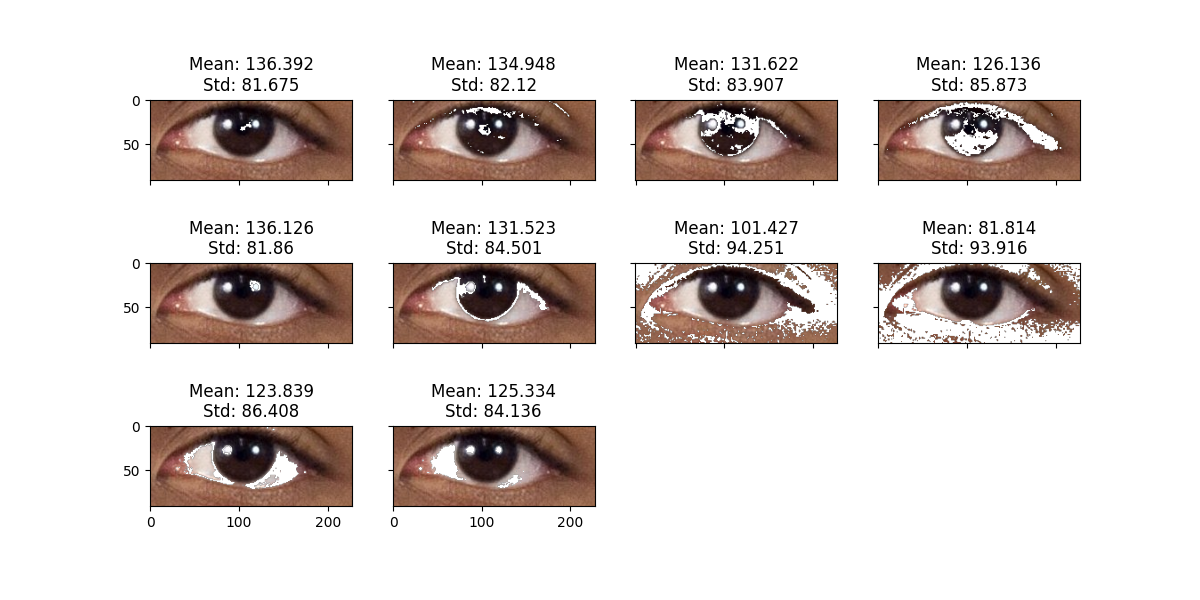 Mean: 136.392
Std: 81.675
Mean: 134.948
Std: 82.12
Mean: 131.622
Std: 83.907
Mean: 126.136
Std: 85.873
0
50
Mean: 136.126
Std: 81.86
Mean: 131.523
Std: 84.501
Mean: 101.427
Std: 94.251
Mean: 81.814
Std: 93.916
0
50
Mean: 123.839
Std: 86.408
Mean: 125.334
Std: 84.136
0
50
0 100 200
0 100 200